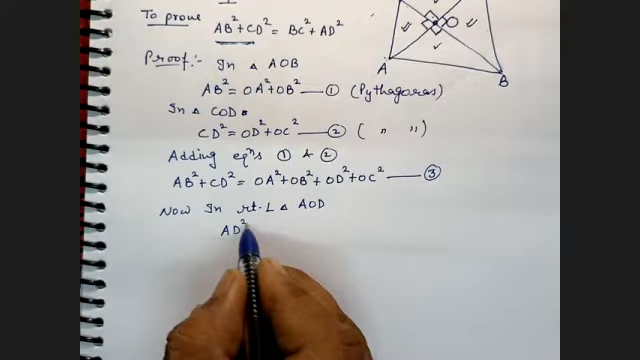 To prove AB² + CD² = BC² + AD²
Proof:- In △ AOB
AB² = OA² + OB² —— ① (Pythagoras)
In △ COD
CD² = OD² + OC² —— ② ( " " )
Adding eqⁿs ① & ②
AB² + CD² = OA² + OB² + OD² + OC² —— ③
Now In rt. L △ AOD
AD²
O
A
B